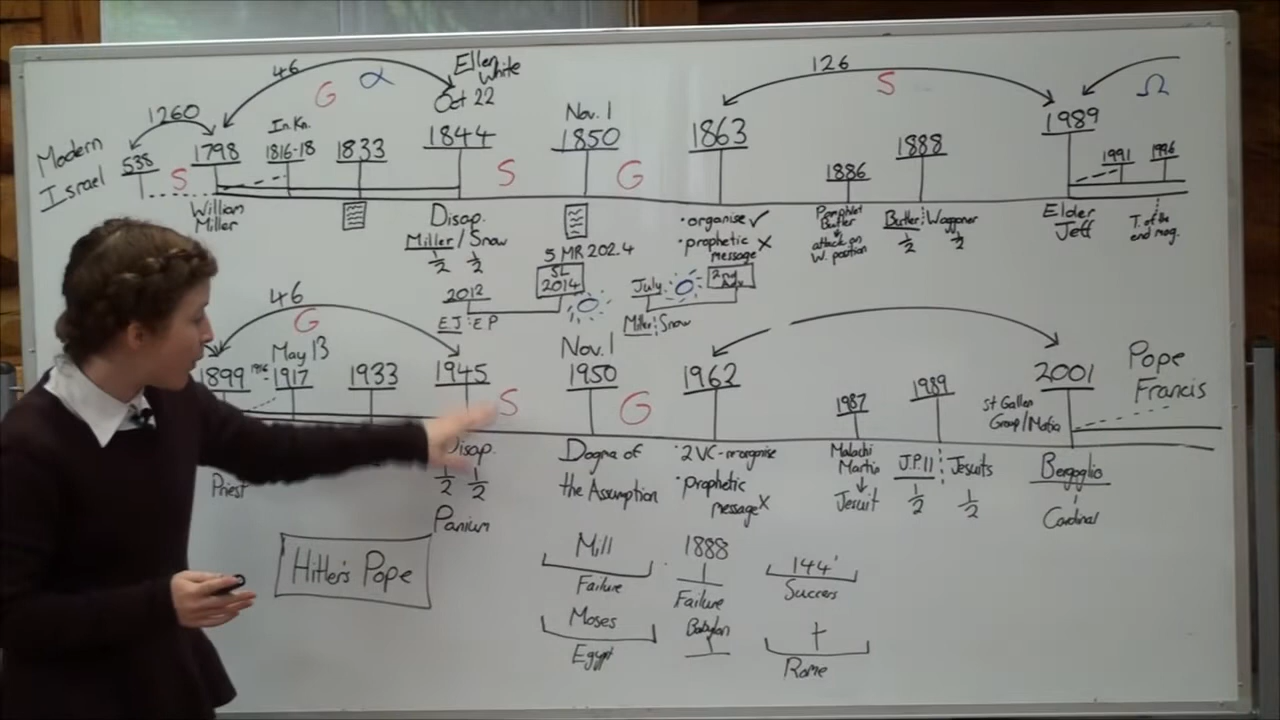 46
G
α
Ellen
White
Oct 22
126
S
Ω
1260
Modern
Israel
538
S
1798
In.Kn.
1816-18
1833
1844
S
Nov. 1
1850
G
1863
1886
1888
1989
1991
1996
William
Miller
Disap.
Miller / Snow
1/2 1/2
5 MR 202.4
• organise ✓
• prophetic
message X
Pamphlet
Butler
attack on
W. position
Butler Waggoner
1/2 1/2
Elder
Jeff
T. of the
end mag.
2012
E.J E P
SL
2014
July
Miller Snow
2nd
46
G
1899
1916-
May 13
1917
1933
1945
S
Nov. 1
1950
G
1962
1987
1989
2001
Pope
Francis
St Gallen
Group/Mafia
Priest
Disap.
1/2 1/2
Panium
Dogma of
the Assumption
• 2 VC - reorganise
• prophetic
message X
Malachi
Martin
↓
Jesuit
J.P.II Jesuits
1/2 1/2
Bergoglio
Cardinal
Hitler's Pope
Mill
Failure
1888
Failure
144'
Success
Moses
Egypt
Babylon
†
Rome